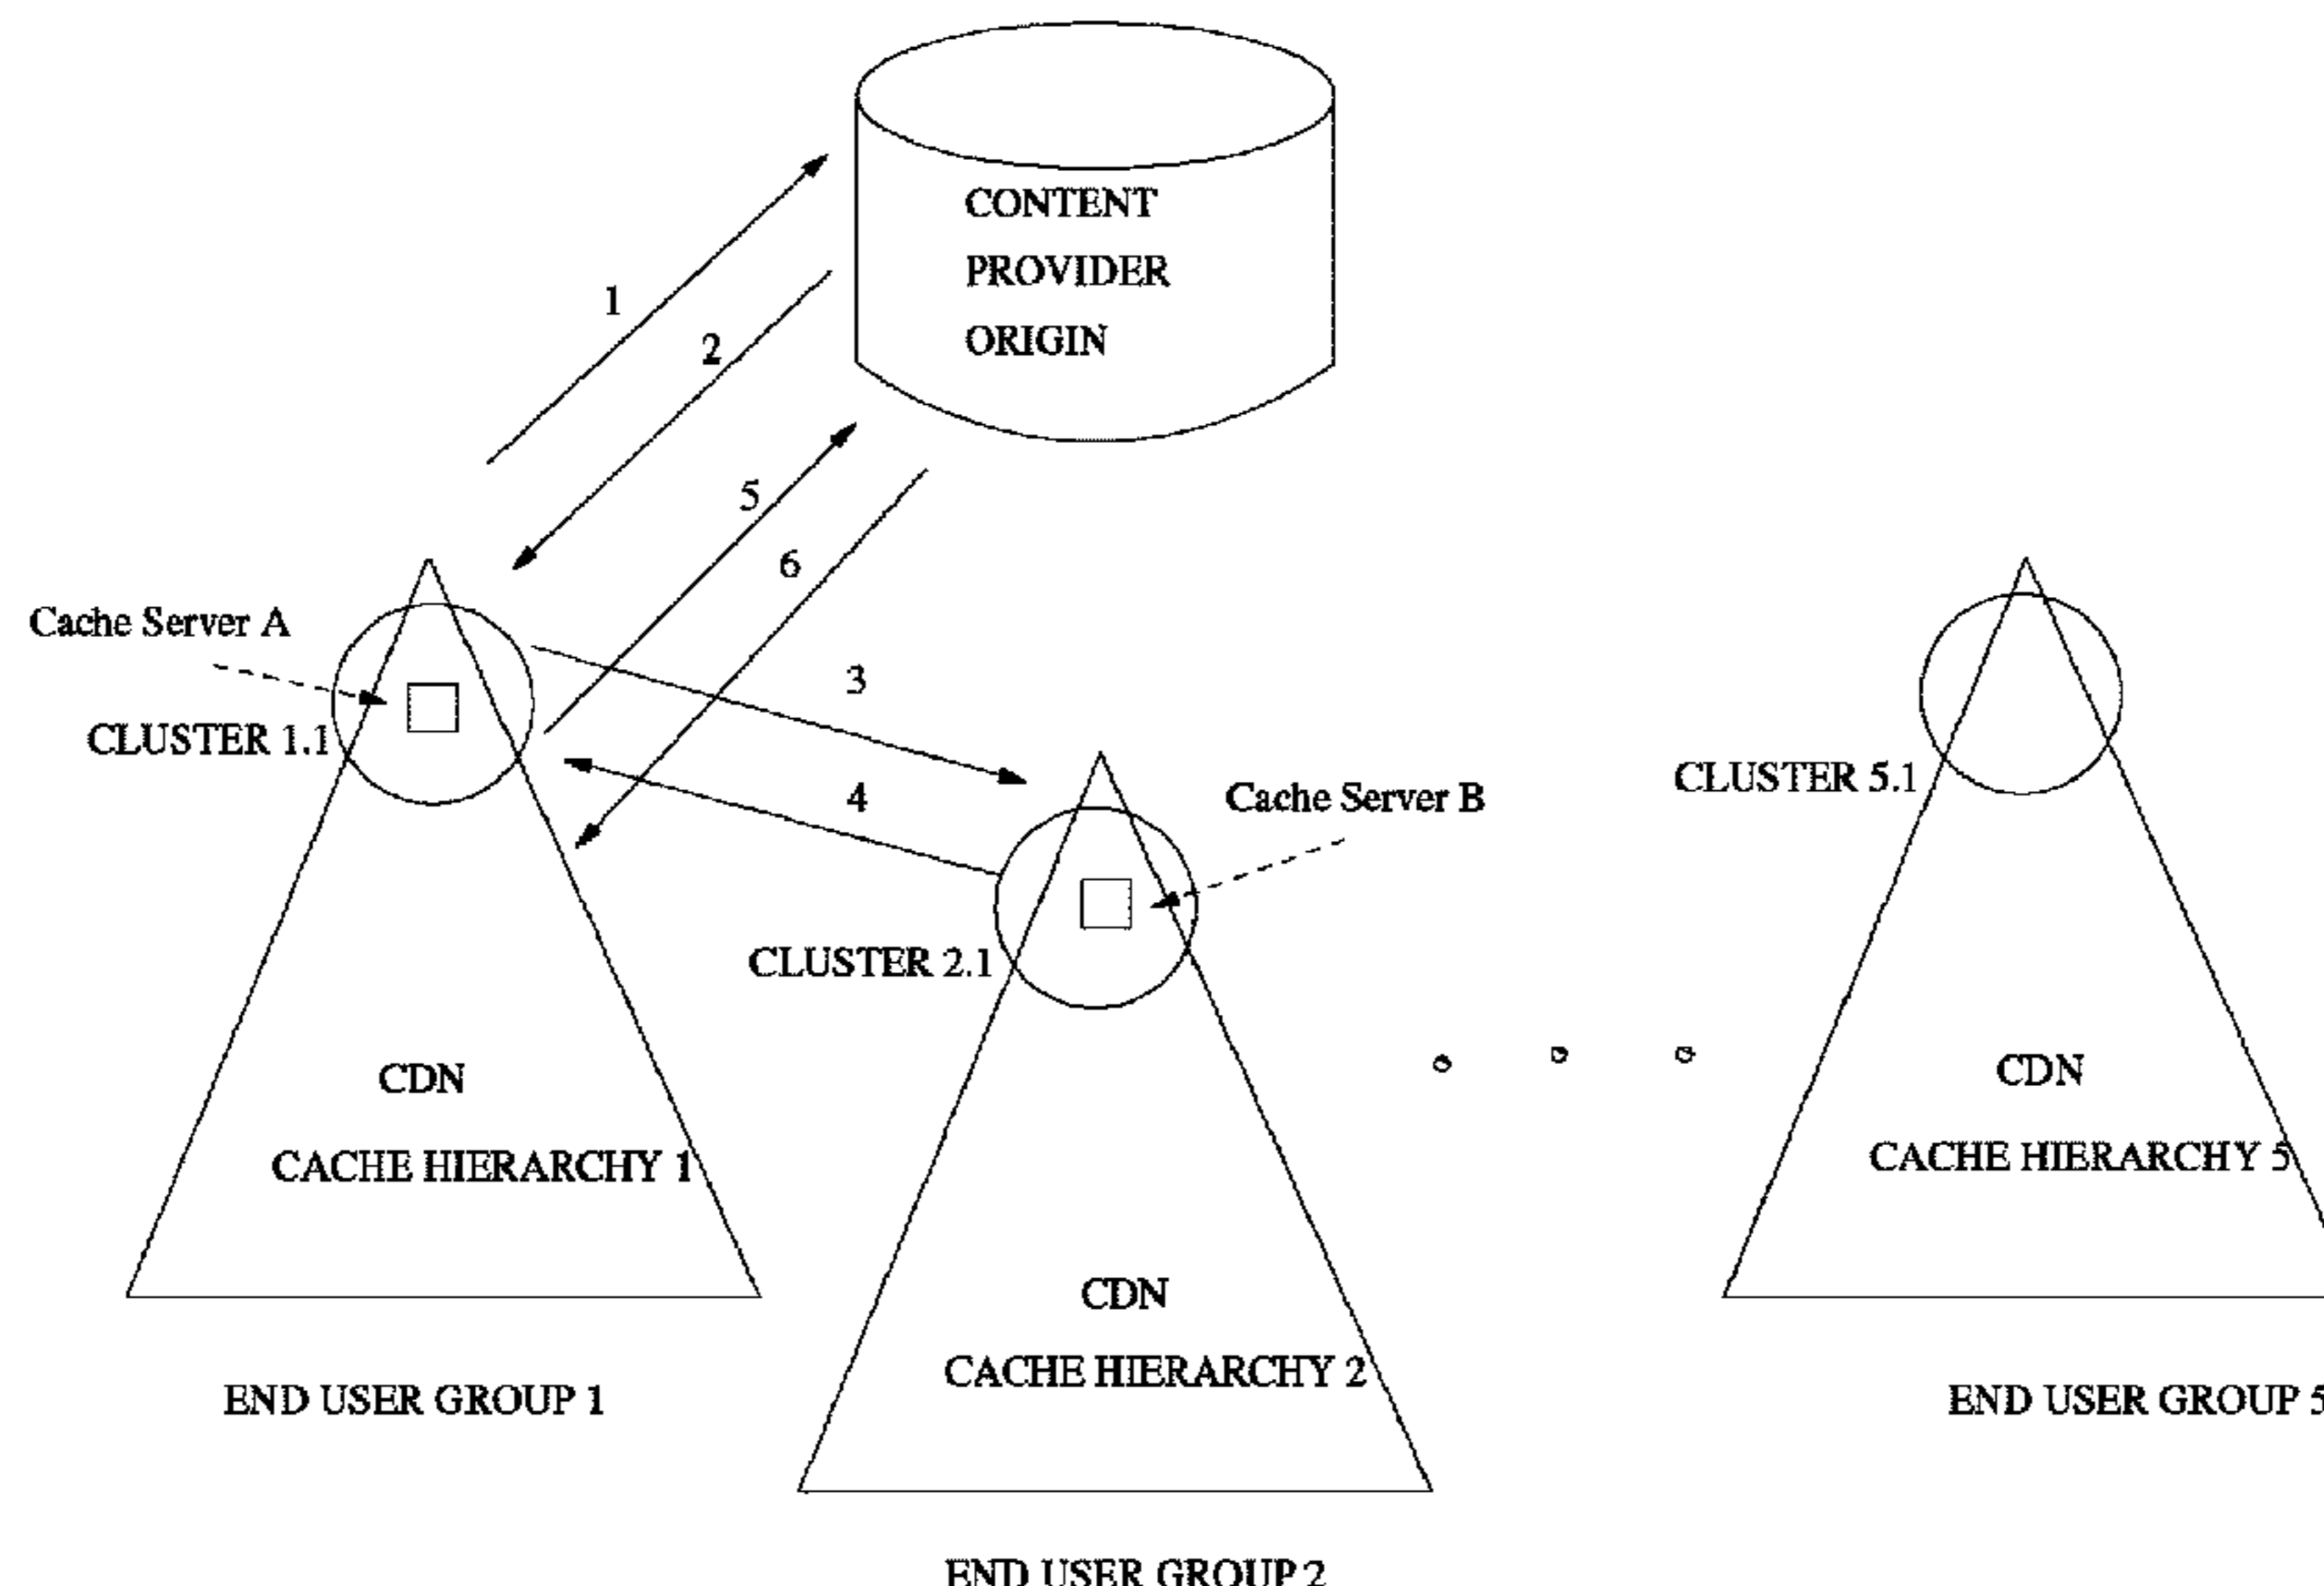 CONTENT
PROVIDER
ORIGIN
1
2
5
6
Cache Server A
3
CLUSTER 1.1
4
Cache Server B
CLUSTER 5.1
CLUSTER 2.1
CDN
CACHE HIERARCHY 1
CDN
CACHE HIERARCHY 5
CDN
CACHE HIERARCHY 2
END USER GROUP 1
END USER GROUP 5
END USER GROUP 2